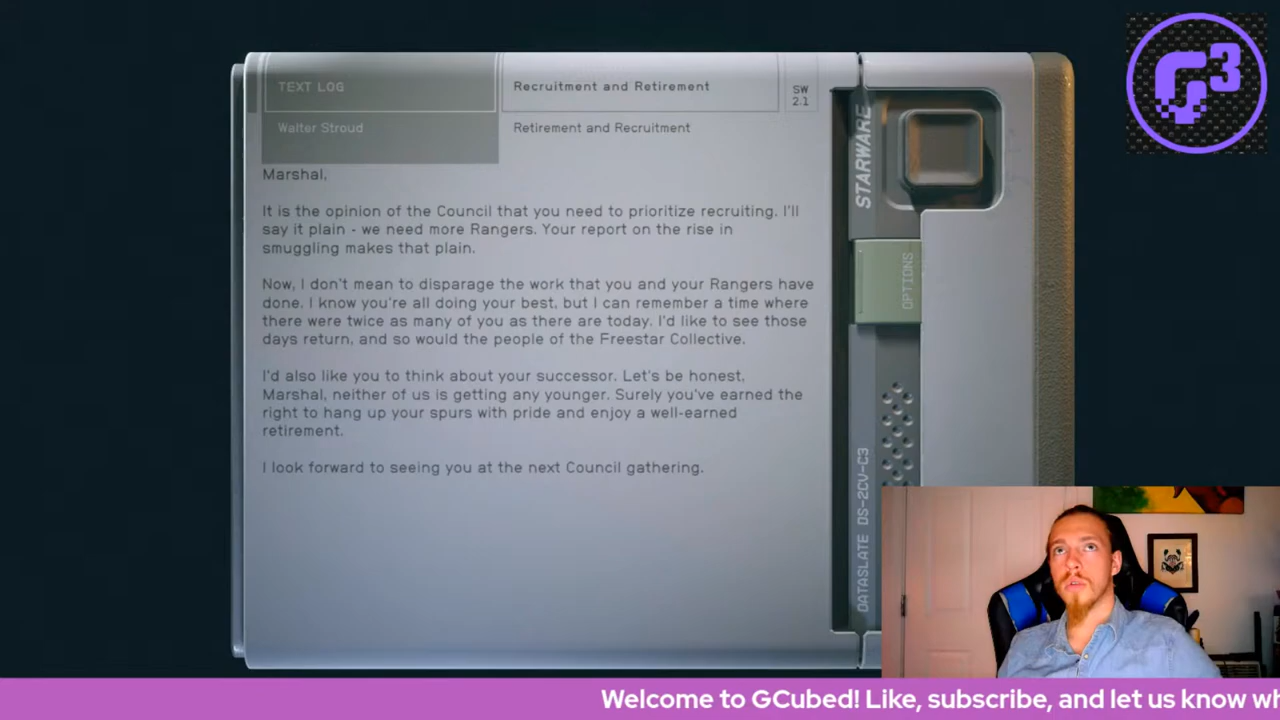 TEXT LOG
Recruitment and Retirement
SW
2.1
Walter Stroud
Retirement and Recruitment
Marshal,
It is the opinion of the Council that you need to prioritize recruiting. I'll
say it plain - we need more Rangers. Your report on the rise in
smuggling makes that plain.
Now, I don't mean to disparage the work that you and your Rangers have
done. I know you're all doing your best, but I can remember a time where
there were twice as many of you as there are today. I'd like to see those
days return, and so would the people of the Freestar Collective.
I'd also like you to think about your successor. Let's be honest,
Marshal, neither of us is getting any younger. Surely you've earned the
right to hang up your spurs with pride and enjoy a well-earned
retirement.
I look forward to seeing you at the next Council gathering.
STARWARE
OPTIONS
DATASLATE DS-2CV-C3
G3
Welcome to GCubed! Like, subscribe, and let us know wh